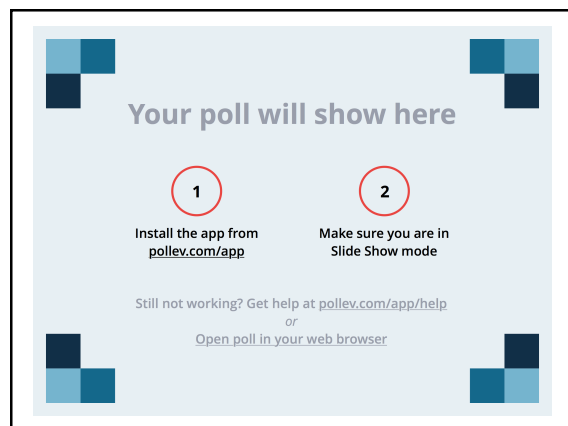 Your poll will show here
1
2
Install the app from
pollev.com/app
Make sure you are in
Slide Show mode
Still not working? Get help at pollev.com/app/help
or
Open poll in your web browser